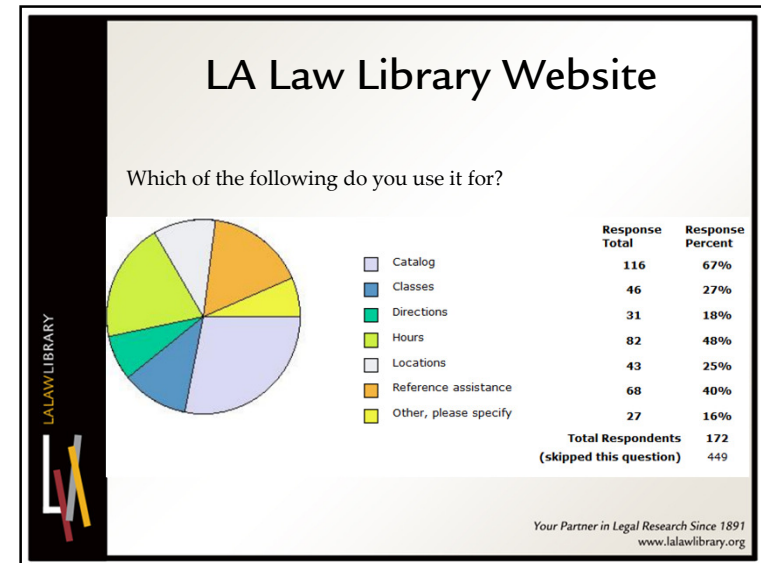 LA Law Library Website
Which of the following do you use it for?
Response Total Response Percent
Catalog 116 67%
Classes 46 27%
Directions 31 18%
Hours 82 48%
Locations 43 25%
Reference assistance 68 40%
Other, please specify 27 16%
Total Respondents 172
(skipped this question) 449
LALAWLIBRARY
Your Partner in Legal Research Since 1891
www.lalawlibrary.org